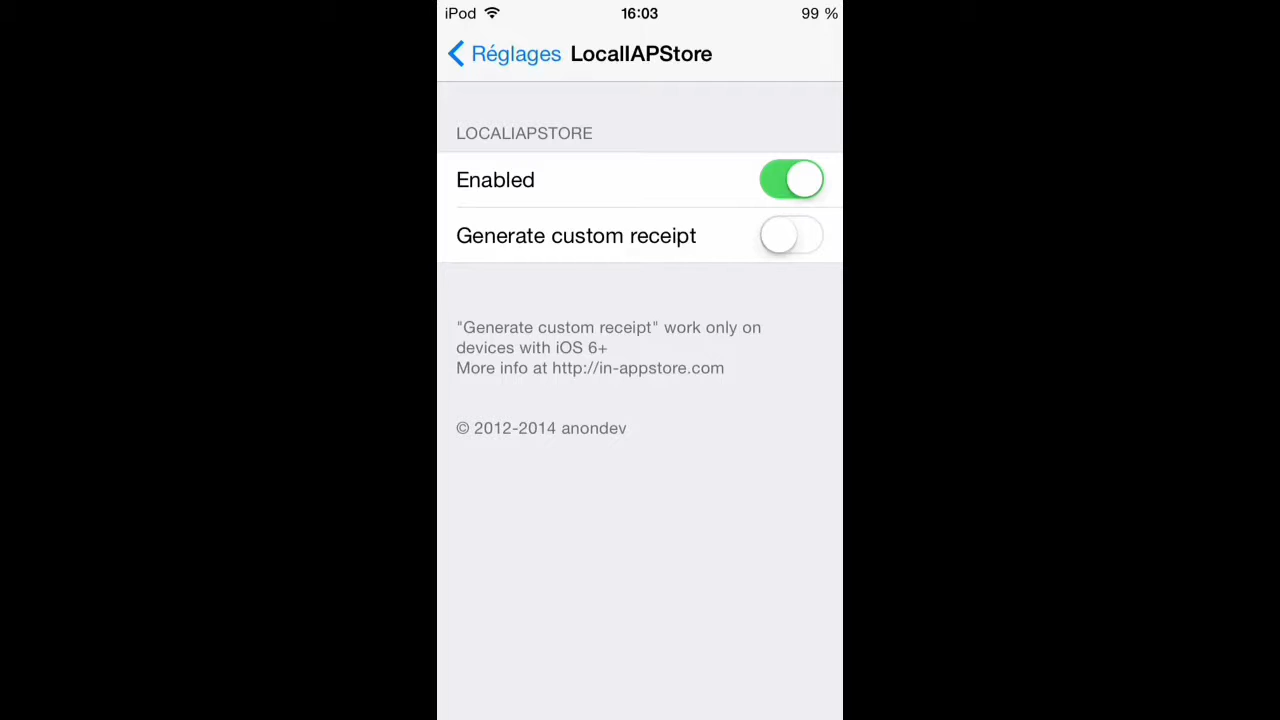 iPod 16:03 99 %
Réglages LocalIAPStore
LOCALIAPSTORE
Enabled
Generate custom receipt
"Generate custom receipt" work only on
devices with iOS 6+
More info at http://in-appstore.com
© 2012-2014 anondev